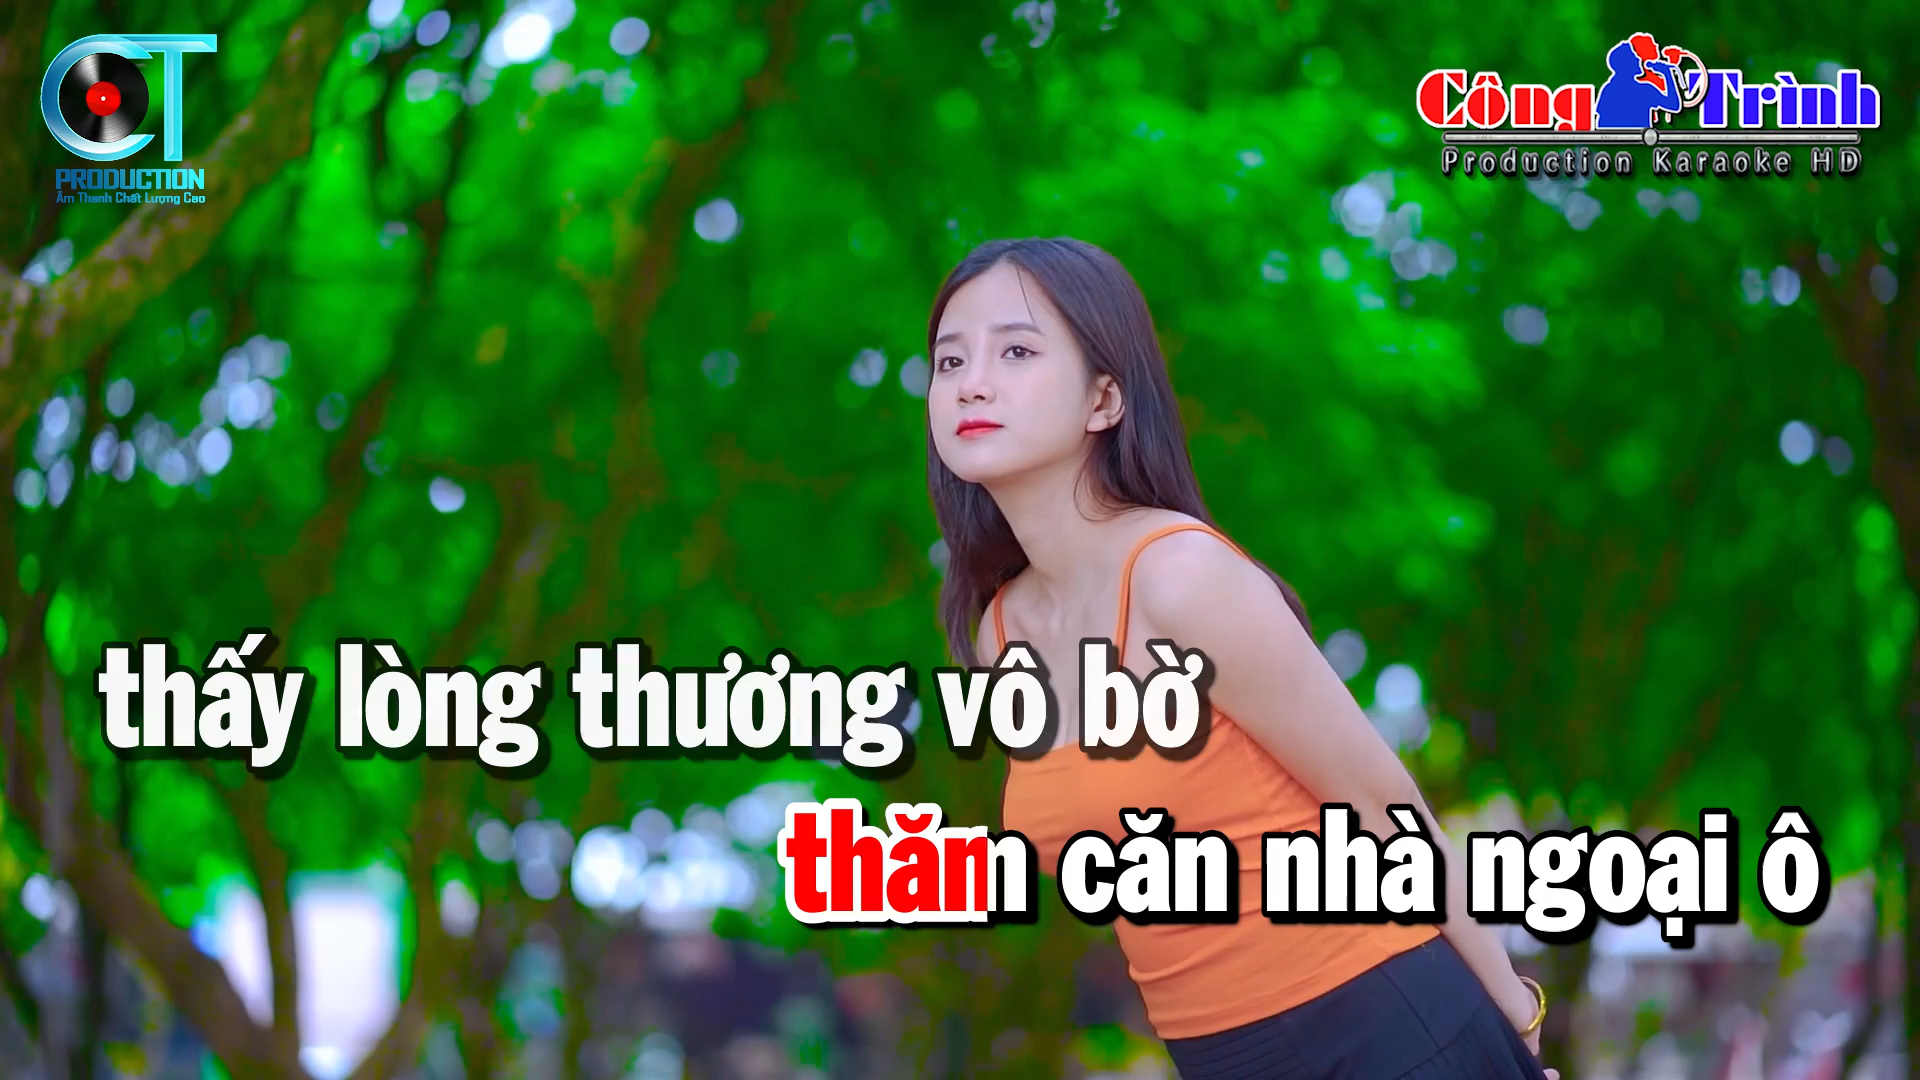 CT
PRODUCTION
Âm Thanh Chất Lượng Cao
Công Trình
Production Karaoke HD
thấy lòng thương vô bờ
thăm căn nhà ngoại ô